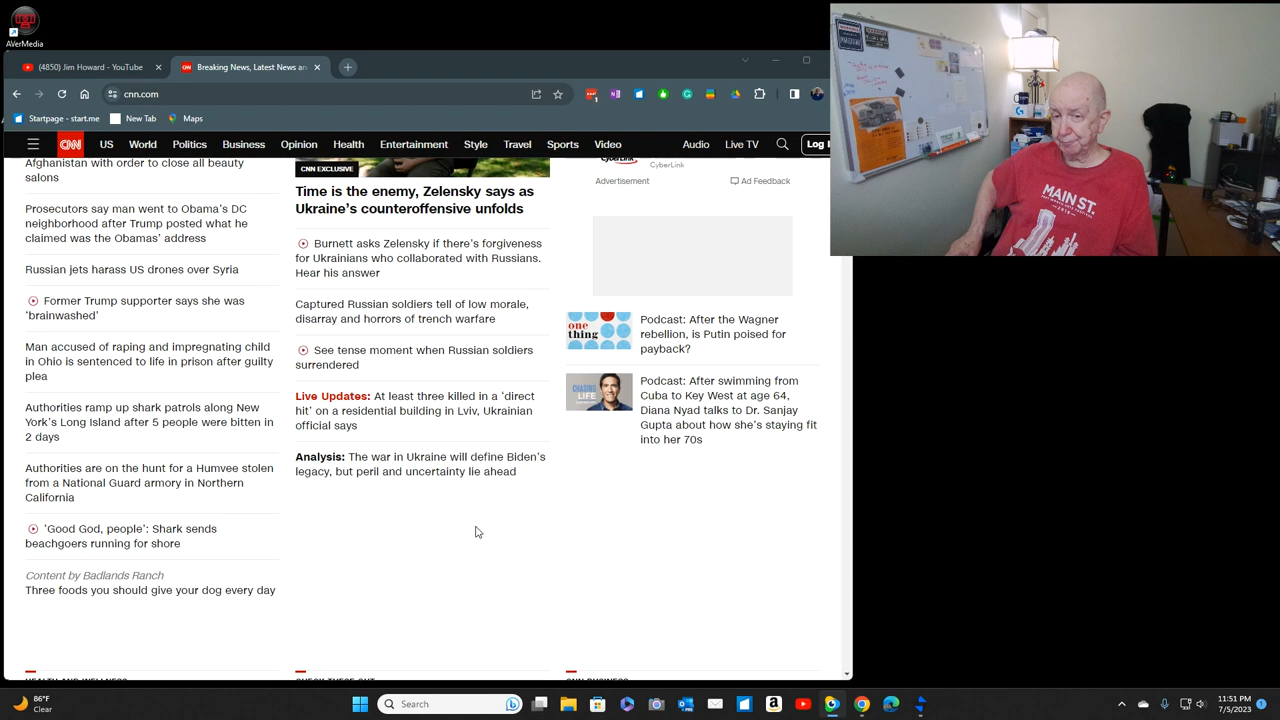 AVerMedia
(4850) Jim Howard - YouTube
Breaking News, Latest News an
cnn.com
1
Startpage - start.me
New Tab
Maps
CNN
US
World
Politics
Business
Opinion
Health
Entertainment
Style
Travel
Sports
Video
Audio
Live TV
Log I
Afghanistan with order to close all beauty
salons
Prosecutors say man went to Obama's DC
neighborhood after Trump posted what he
claimed was the Obamas' address
Russian jets harass US drones over Syria
Former Trump supporter says she was
'brainwashed'
Man accused of raping and impregnating child
in Ohio is sentenced to life in prison after guilty
plea
Authorities ramp up shark patrols along New
York's Long Island after 5 people were bitten in
2 days
Authorities are on the hunt for a Humvee stolen
from a National Guard armory in Northern
California
'Good God, people': Shark sends
beachgoers running for shore
Content by Badlands Ranch
Three foods you should give your dog every day
CNN EXCLUSIVE
Time is the enemy, Zelensky says as
Ukraine's counteroffensive unfolds
Burnett asks Zelensky if there's forgiveness
for Ukrainians who collaborated with Russians.
Hear his answer
Captured Russian soldiers tell of low morale,
disarray and horrors of trench warfare
See tense moment when Russian soldiers
surrendered
Live Updates: At least three killed in a 'direct
hit' on a residential building in Lviv, Ukrainian
official says
Analysis: The war in Ukraine will define Biden's
legacy, but peril and uncertainty lie ahead
CyberLink
CyberLink
Advertisement
Ad Feedback
one
thing
Podcast: After the Wagner
rebellion, is Putin poised for
payback?
CHASING
LIFE
Podcast: After swimming from
Cuba to Key West at age 64,
Diana Nyad talks to Dr. Sanjay
Gupta about how she's staying fit
into her 70s
HEALTH AND WELLNESS
CHECK THESE OUT
CNN BUSINESS
MAIN ST.
86°F
Clear
Search
11:51 PM
7/5/2023
1